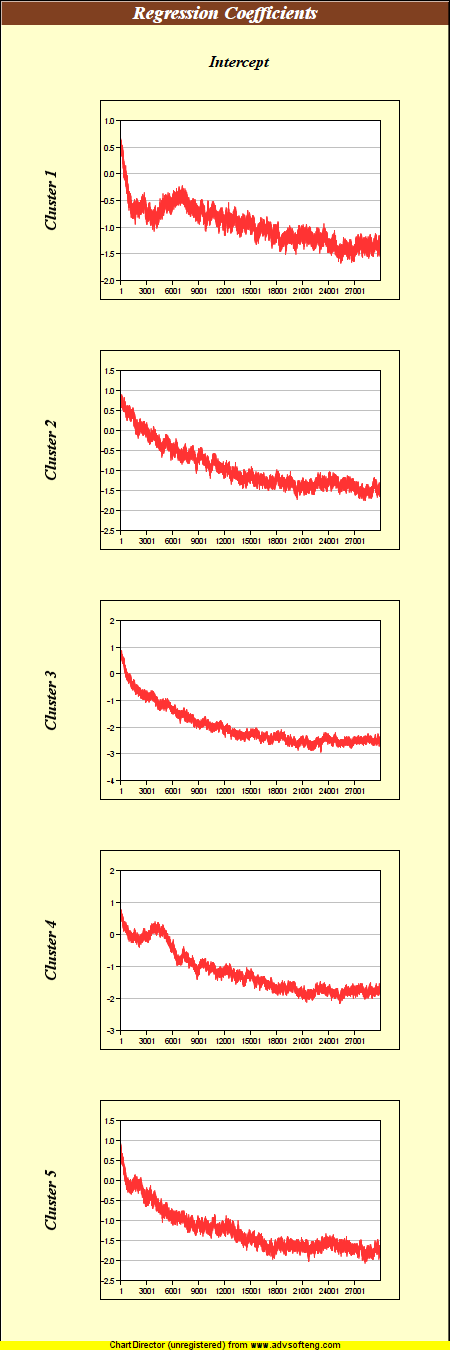 Regression Coefficients
Intercept
Cluster 1
1.0
0.5
0.0
-0.5
-1.0
-1.5
-2.0
1 3001 6001 9001 12001 15001 18001 21001 24001 27001
Cluster 2
1.5
1.0
0.5
0.0
-0.5
-1.0
-1.5
-2.0
-2.5
1 3001 6001 9001 12001 15001 18001 21001 24001 27001
Cluster 3
2
1
0
-1
-2
-3
-4
1 3001 6001 9001 12001 15001 18001 21001 24001 27001
Cluster 4
2
1
0
-1
-2
-3
1 3001 6001 9001 12001 15001 18001 21001 24001 27001
Cluster 5
1.5
1.0
0.5
0.0
-0.5
-1.0
-1.5
-2.0
-2.5
1 3001 6001 9001 12001 15001 18001 21001 24001 27001
ChartDirector (unregistered) from www.advsofteng.com